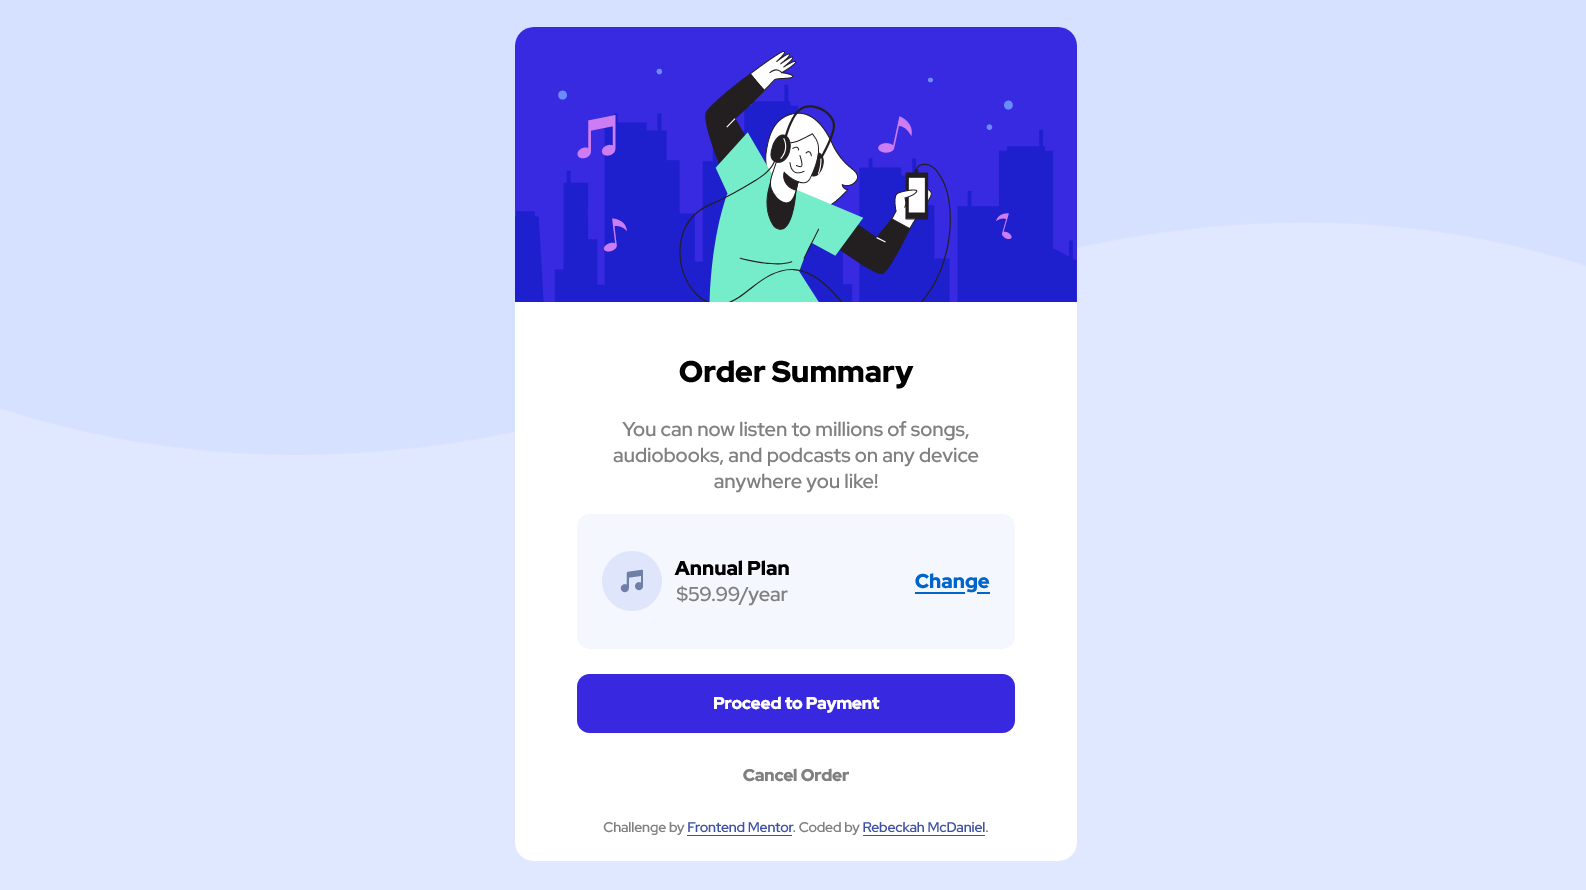 Order Summary
You can now listen to millions of songs,
audiobooks, and podcasts on any device
anywhere you like!
Annual Plan
$59.99/year
Change
Proceed to Payment
Cancel Order
Challenge by Frontend Mentor. Coded by Rebeckah McDaniel.